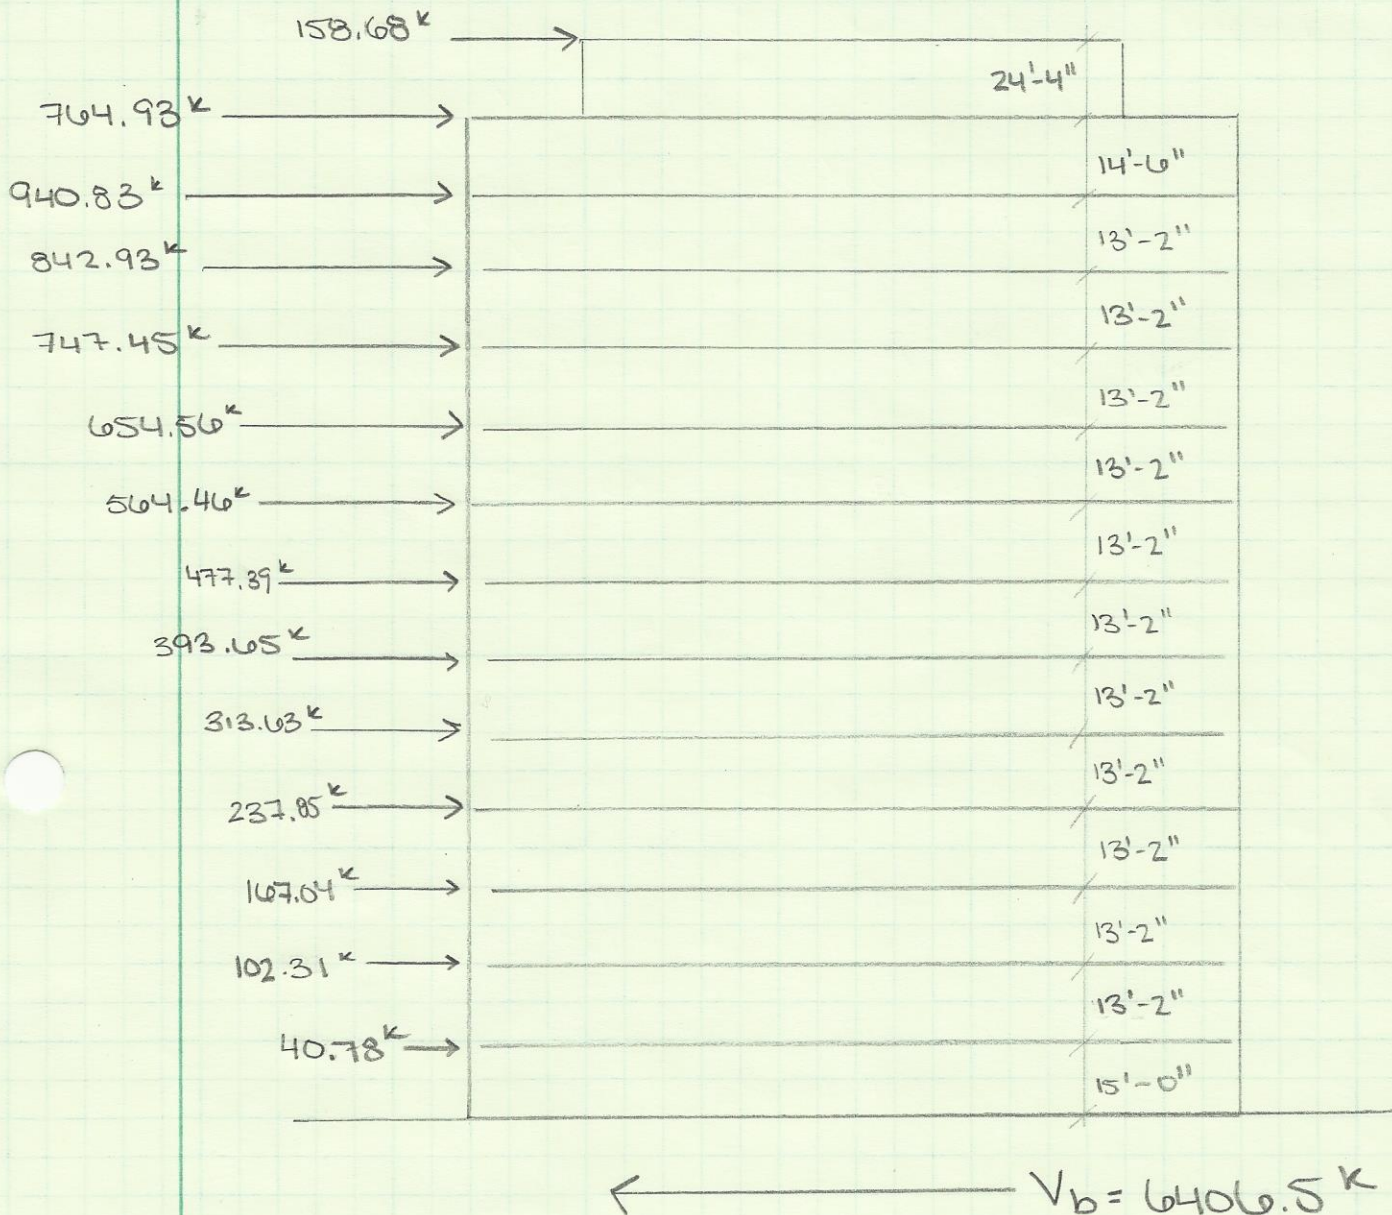 158.68ᵏ
24'-4"
764.93ᵏ
14'-6"
940.83ᵏ
13'-2"
842.93ᵏ
13'-2"
747.45ᵏ
13'-2"
654.56ᵏ
13'-2"
564.46ᵏ
13'-2"
477.39ᵏ
13'-2"
393.65ᵏ
13'-2"
313.63ᵏ
13'-2"
237.85ᵏ
13'-2"
167.04ᵏ
13'-2"
102.31ᵏ
13'-2"
40.78ᵏ
15'-0"
V_b = 6406.5ᵏ